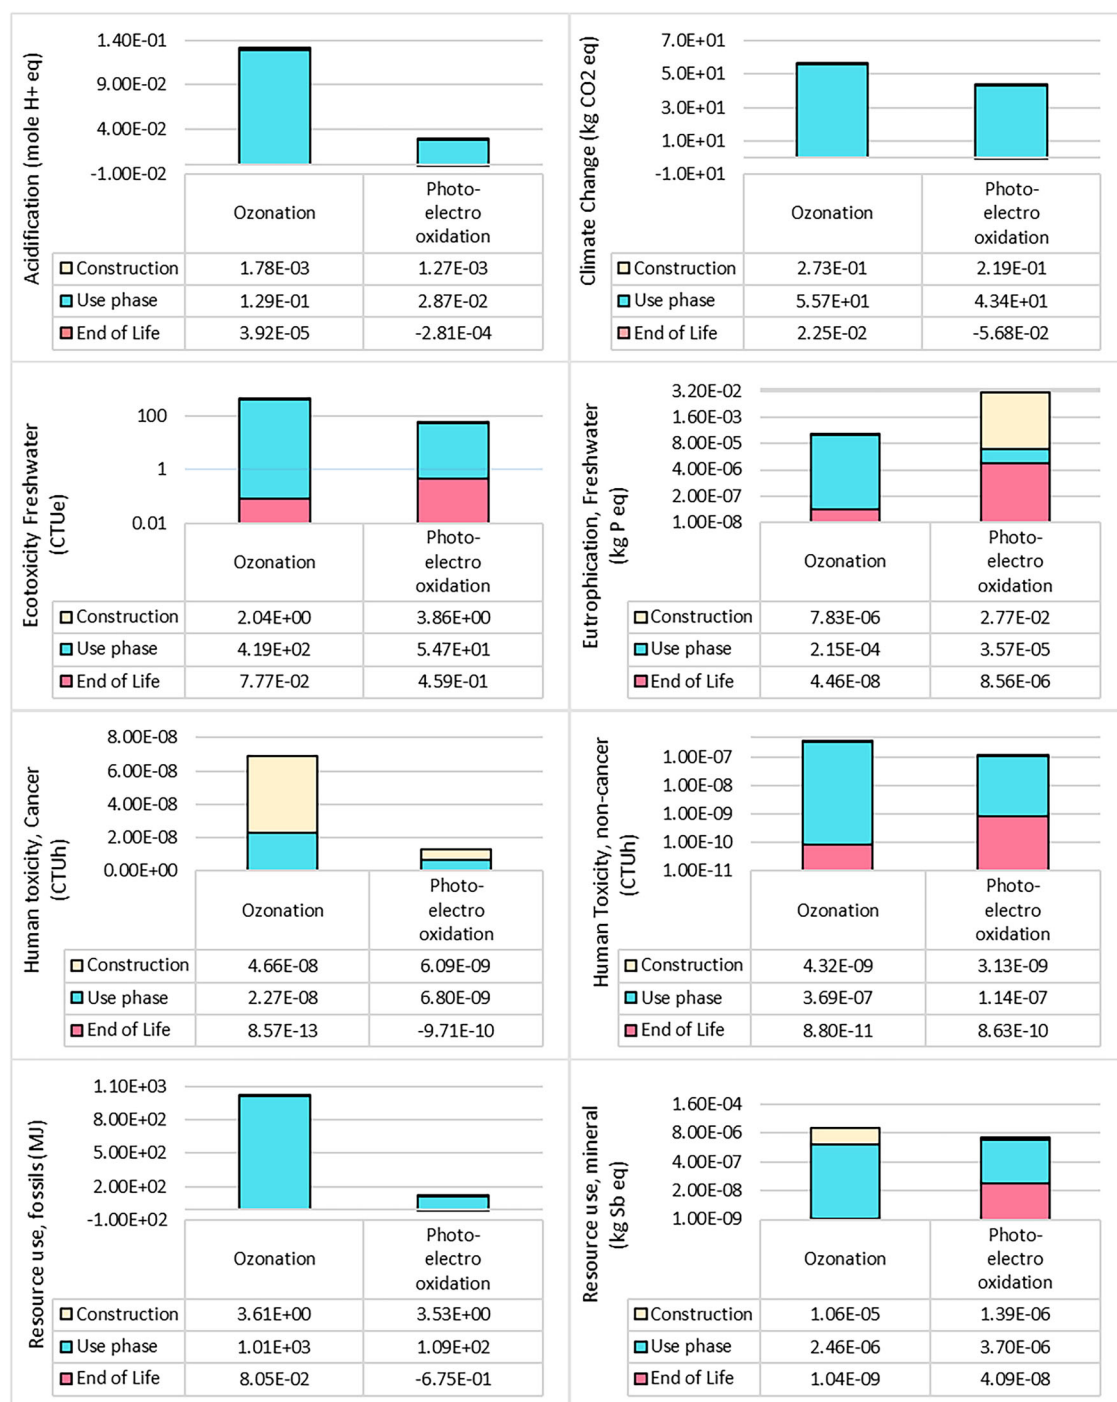 Acidification (mole H+ eq)
1.40E-01
9.00E-02
4.00E-02
-1.00E-02
Ozonation
Photo-
electro
oxidation
Construction 1.78E-03 1.27E-03
Use phase 1.29E-01 2.87E-02
End of Life 3.92E-05 -2.81E-04
Climate Change (kg CO2 eq)
7.0E+01
5.0E+01
3.0E+01
1.0E+01
-1.0E+01
Ozonation
Photo-
electro
oxidation
Construction 2.73E-01 2.19E-01
Use phase 5.57E+01 4.34E+01
End of Life 2.25E-02 -5.68E-02
Ecotoxicity Freshwater
(CTUe)
100
1
0.01
Ozonation
Photo-
electro
oxidation
Construction 2.04E+00 3.86E+00
Use phase 4.19E+02 5.47E+01
End of Life 7.77E-02 4.59E-01
Eutrophication, Freshwater
(kg P eq)
3.20E-02
1.60E-03
8.00E-05
4.00E-06
2.00E-07
1.00E-08
Ozonation
Photo-
electro
oxidation
Construction 7.83E-06 2.77E-02
Use phase 2.15E-04 3.57E-05
End of Life 4.46E-08 8.56E-06
Human toxicity, Cancer
(CTUh)
8.00E-08
6.00E-08
4.00E-08
2.00E-08
0.00E+00
Ozonation
Photo-
electro
oxidation
Construction 4.66E-08 6.09E-09
Use phase 2.27E-08 6.80E-09
End of Life 8.57E-13 -9.71E-10
Human Toxicity, non-cancer
(CTUh)
1.00E-07
1.00E-08
1.00E-09
1.00E-10
1.00E-11
Ozonation
Photo-
electro
oxidation
Construction 4.32E-09 3.13E-09
Use phase 3.69E-07 1.14E-07
End of Life 8.80E-11 8.63E-10
Resource use, fossils (MJ)
1.10E+03
8.00E+02
5.00E+02
2.00E+02
-1.00E+02
Ozonation
Photo-
electro
oxidation
Construction 3.61E+00 3.53E+00
Use phase 1.01E+03 1.09E+02
End of Life 8.05E-02 -6.75E-01
Resource use, mineral
(kg Sb eq)
1.60E-04
8.00E-06
4.00E-07
2.00E-08
1.00E-09
Ozonation
Photo-
electro
oxidation
Construction 1.06E-05 1.39E-06
Use phase 2.46E-06 3.70E-06
End of Life 1.04E-09 4.09E-08